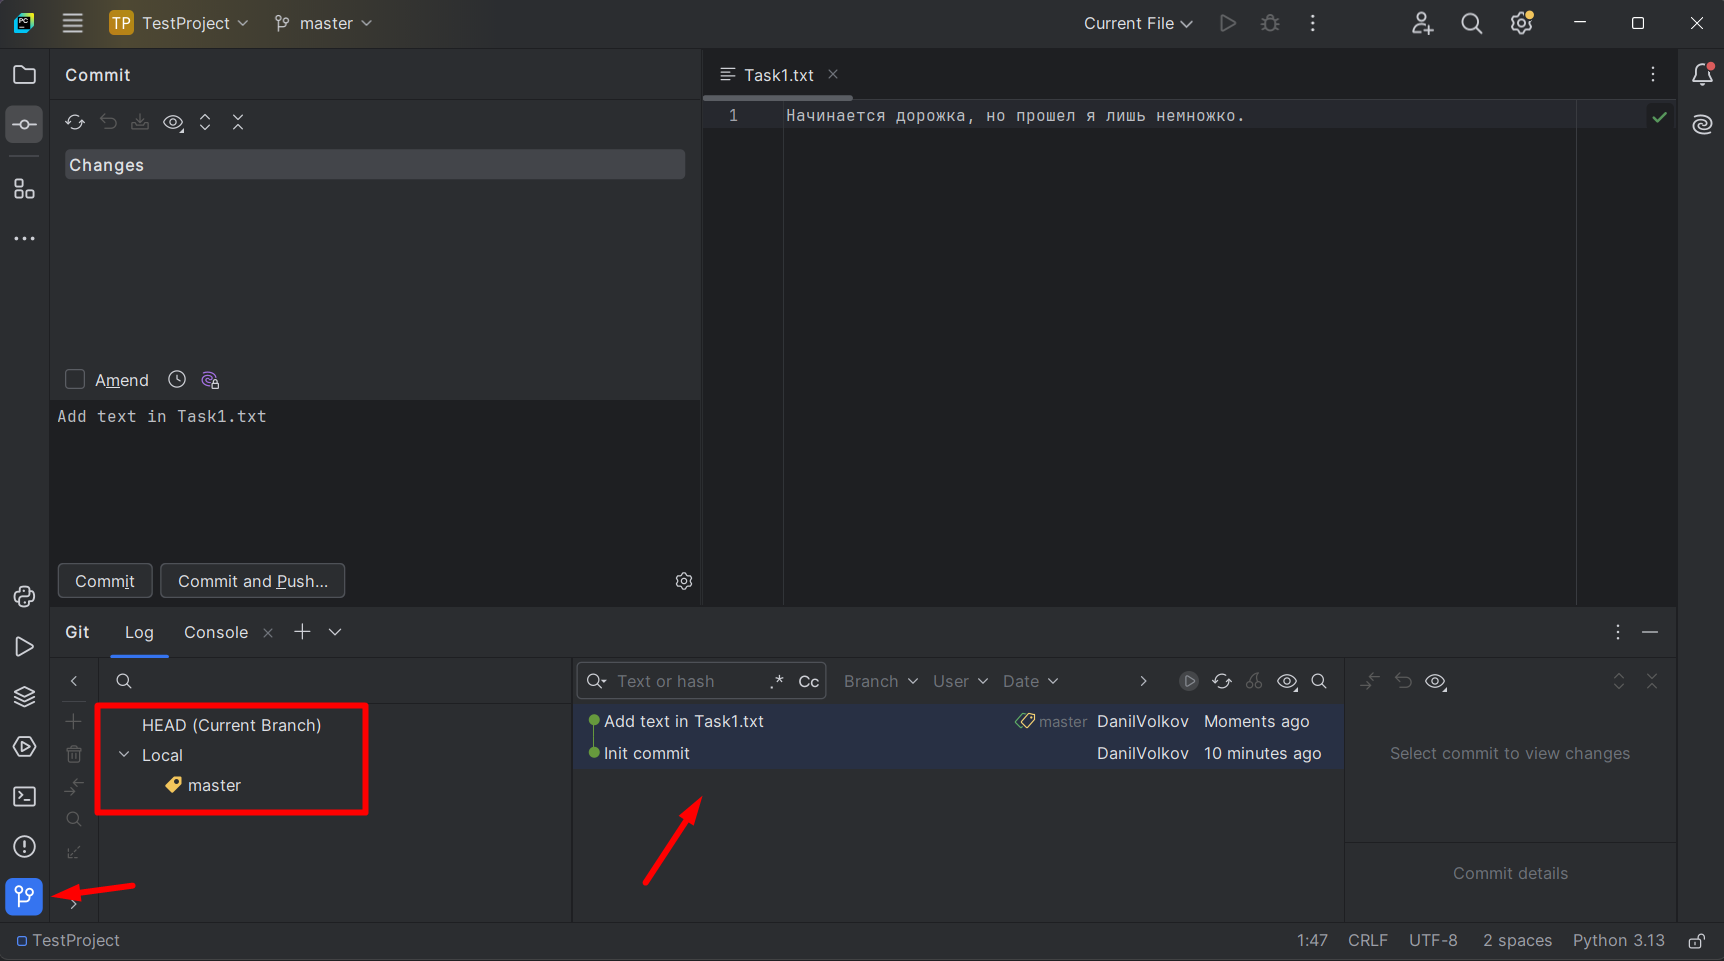 TP TestProject master Current File
Commit
Task1.txt
1 Начинается дорожка, но прошел я лишь немножко.
Changes
Amend
Add text in Task1.txt
Commit Commit and Push...
Git Log Console
Text or hash .* Cc Branch User Date
HEAD (Current Branch)
Local
master
Add text in Task1.txt master DanilVolkov Moments ago
Init commit DanilVolkov 10 minutes ago
Select commit to view changes
Commit details
TestProject 1:47 CRLF UTF-8 2 spaces Python 3.13